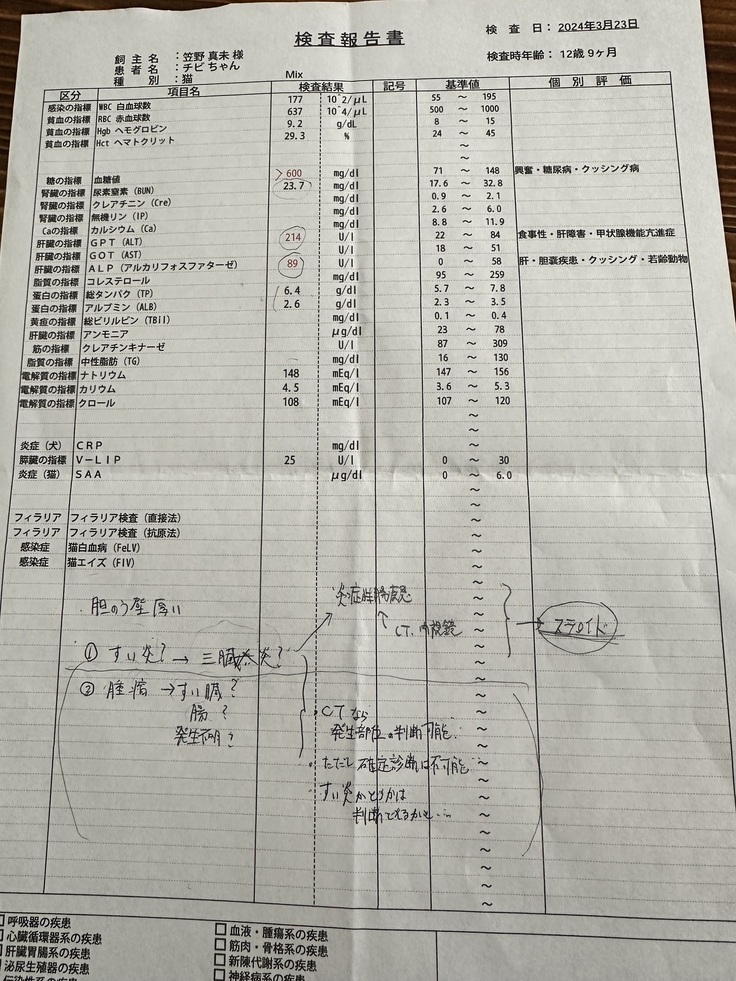 検査報告書
検 査 日： 2024年3月23日
飼 主 名 ：笠野 真未 様
患 者 名 ：チビ ちゃん
種 別 ：猫 Mix
検査時年齢： 12歳 9ヶ月
区分 項目名 検査結果 記号 基準値 個 別 評 価
感染の指標 WBC 白血球数 177 10^2/μL 55 ～ 195
貧血の指標 RBC 赤血球数 637 10^4/μL 500 ～ 1000
貧血の指標 Hgb ヘモグロビン 9.2 g/dL 8 ～ 15
貧血の指標 Hct ヘマトクリット 29.3 % 24 ～ 45
～
～
糖の指標 血糖値 >600 mg/dl 71 ～ 148 興奮・糖尿病・クッシング病
腎臓の指標 尿素窒素（BUN） 23.7 mg/dl 17.6 ～ 32.8
腎臓の指標 クレアチニン（Cre） mg/dl 0.9 ～ 2.1
腎臓の指標 無機リン（IP） mg/dl 2.6 ～ 6.0
Caの指標 カルシウム（Ca） mg/dl 8.8 ～ 11.9
肝臓の指標 GPT（ALT） 214 U/l 22 ～ 84 食事性・肝障害・甲状腺機能亢進症
肝臓の指標 GOT（AST） U/l 18 ～ 51
肝臓の指標 ALP（アルカリフォスファターゼ） 89 U/l 0 ～ 58 肝・胆嚢疾患・クッシング・若齢動物
脂質の指標 コレステロール mg/dl 95 ～ 259
蛋白の指標 総タンパク（TP） 6.4 g/dl 5.7 ～ 7.8
蛋白の指標 アルブミン（ALB） 2.6 g/dl 2.3 ～ 3.5
黄疸の指標 総ビリルビン（TBil） mg/dl 0.1 ～ 0.4
肝臓の指標 アンモニア μg/dl 23 ～ 78
筋の指標 クレアチンキナーゼ U/l 87 ～ 309
脂質の指標 中性脂肪（TG） mg/dl 16 ～ 130
電解質の指標 ナトリウム 148 mEq/l 147 ～ 156
電解質の指標 カリウム 4.5 mEq/l 3.6 ～ 5.3
電解質の指標 クロール 108 mEq/l 107 ～ 120
～
～
炎症（犬） CRP mg/dl ～
膵臓の指標 V-LIP 25 U/l 0 ～ 30
炎症（猫） SAA μg/dl 0 ～ 6.0
～
～
フィラリア フィラリア検査（直接法） ～
フィラリア フィラリア検査（抗原法） ～
感染症 猫白血病（FeLV） ～
感染症 猫エイズ（FIV） ～
・胆のう壁厚い
炎症性腸疾患
CT、内視鏡
→ ステロイド
① すい炎？→ 三臓器炎？
② 腫瘍 →すい臓？
腸？
発生不明？
・CTなら
発生部位の判断可能.
・ただし確定診断は不可能
・すい炎かどうかは
判断できるかも…
□ 呼吸器の疾患
□ 心臓循環器系の疾患
□ 肝臓胃腸系の疾患
□ 泌尿生殖器の疾患
□ 血液・腫瘍系の疾患
□ 筋肉・骨格系の疾患
□ 新陳代謝系の疾患
□ 神経病系の疾患